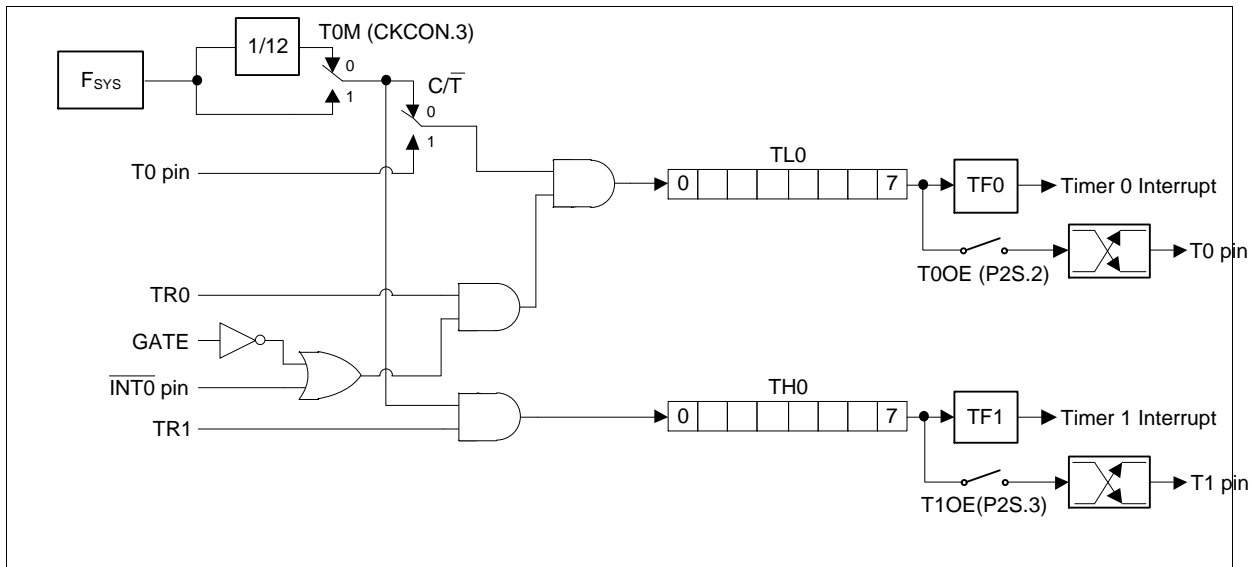 1/12
T0M (CKCON.3)
FSYS
0
1
C/T̅
0
1
T0 pin
TL0
0 7
TF0
Timer 0 Interrupt
T0OE (P2S.2)
T0 pin
TR0
GATE
I̅N̅T̅0̅ pin
TR1
TH0
0 7
TF1
Timer 1 Interrupt
T1OE(P2S.3)
T1 pin